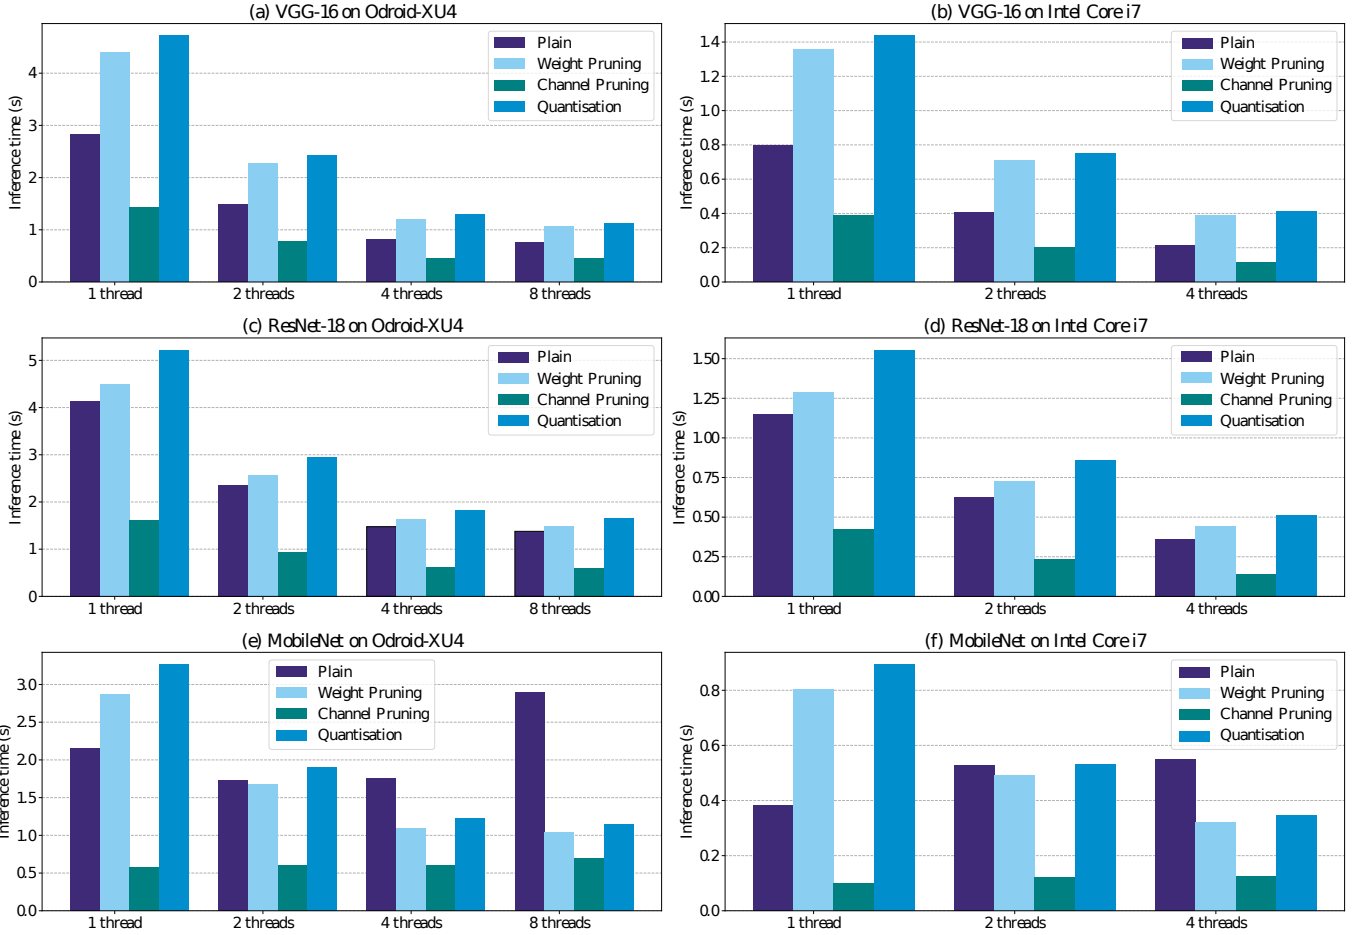 (a) VGG-16 on Odroid-XU4
Inference time (s)
4
3
2
1
0
Plain
Weight Pruning
Channel Pruning
Quantisation
1 thread
2 threads
4 threads
8 threads
(b) VGG-16 on Intel Core i7
Inference time (s)
1.4
1.2
1.0
0.8
0.6
0.4
0.2
0.0
Plain
Weight Pruning
Channel Pruning
Quantisation
1 thread
2 threads
4 threads
(c) ResNet-18 on Odroid-XU4
Inference time (s)
5
4
3
2
1
0
Plain
Weight Pruning
Channel Pruning
Quantisation
1 thread
2 threads
4 threads
8 threads
(d) ResNet-18 on Intel Core i7
Inference time (s)
1.50
1.25
1.00
0.75
0.50
0.25
0.00
Plain
Weight Pruning
Channel Pruning
Quantisation
1 thread
2 threads
4 threads
(e) MobileNet on Odroid-XU4
Inference time (s)
3.0
2.5
2.0
1.5
1.0
0.5
0.0
Plain
Weight Pruning
Channel Pruning
Quantisation
1 thread
2 threads
4 threads
8 threads
(f) MobileNet on Intel Core i7
Inference time (s)
0.8
0.6
0.4
0.2
0.0
Plain
Weight Pruning
Channel Pruning
Quantisation
1 thread
2 threads
4 threads